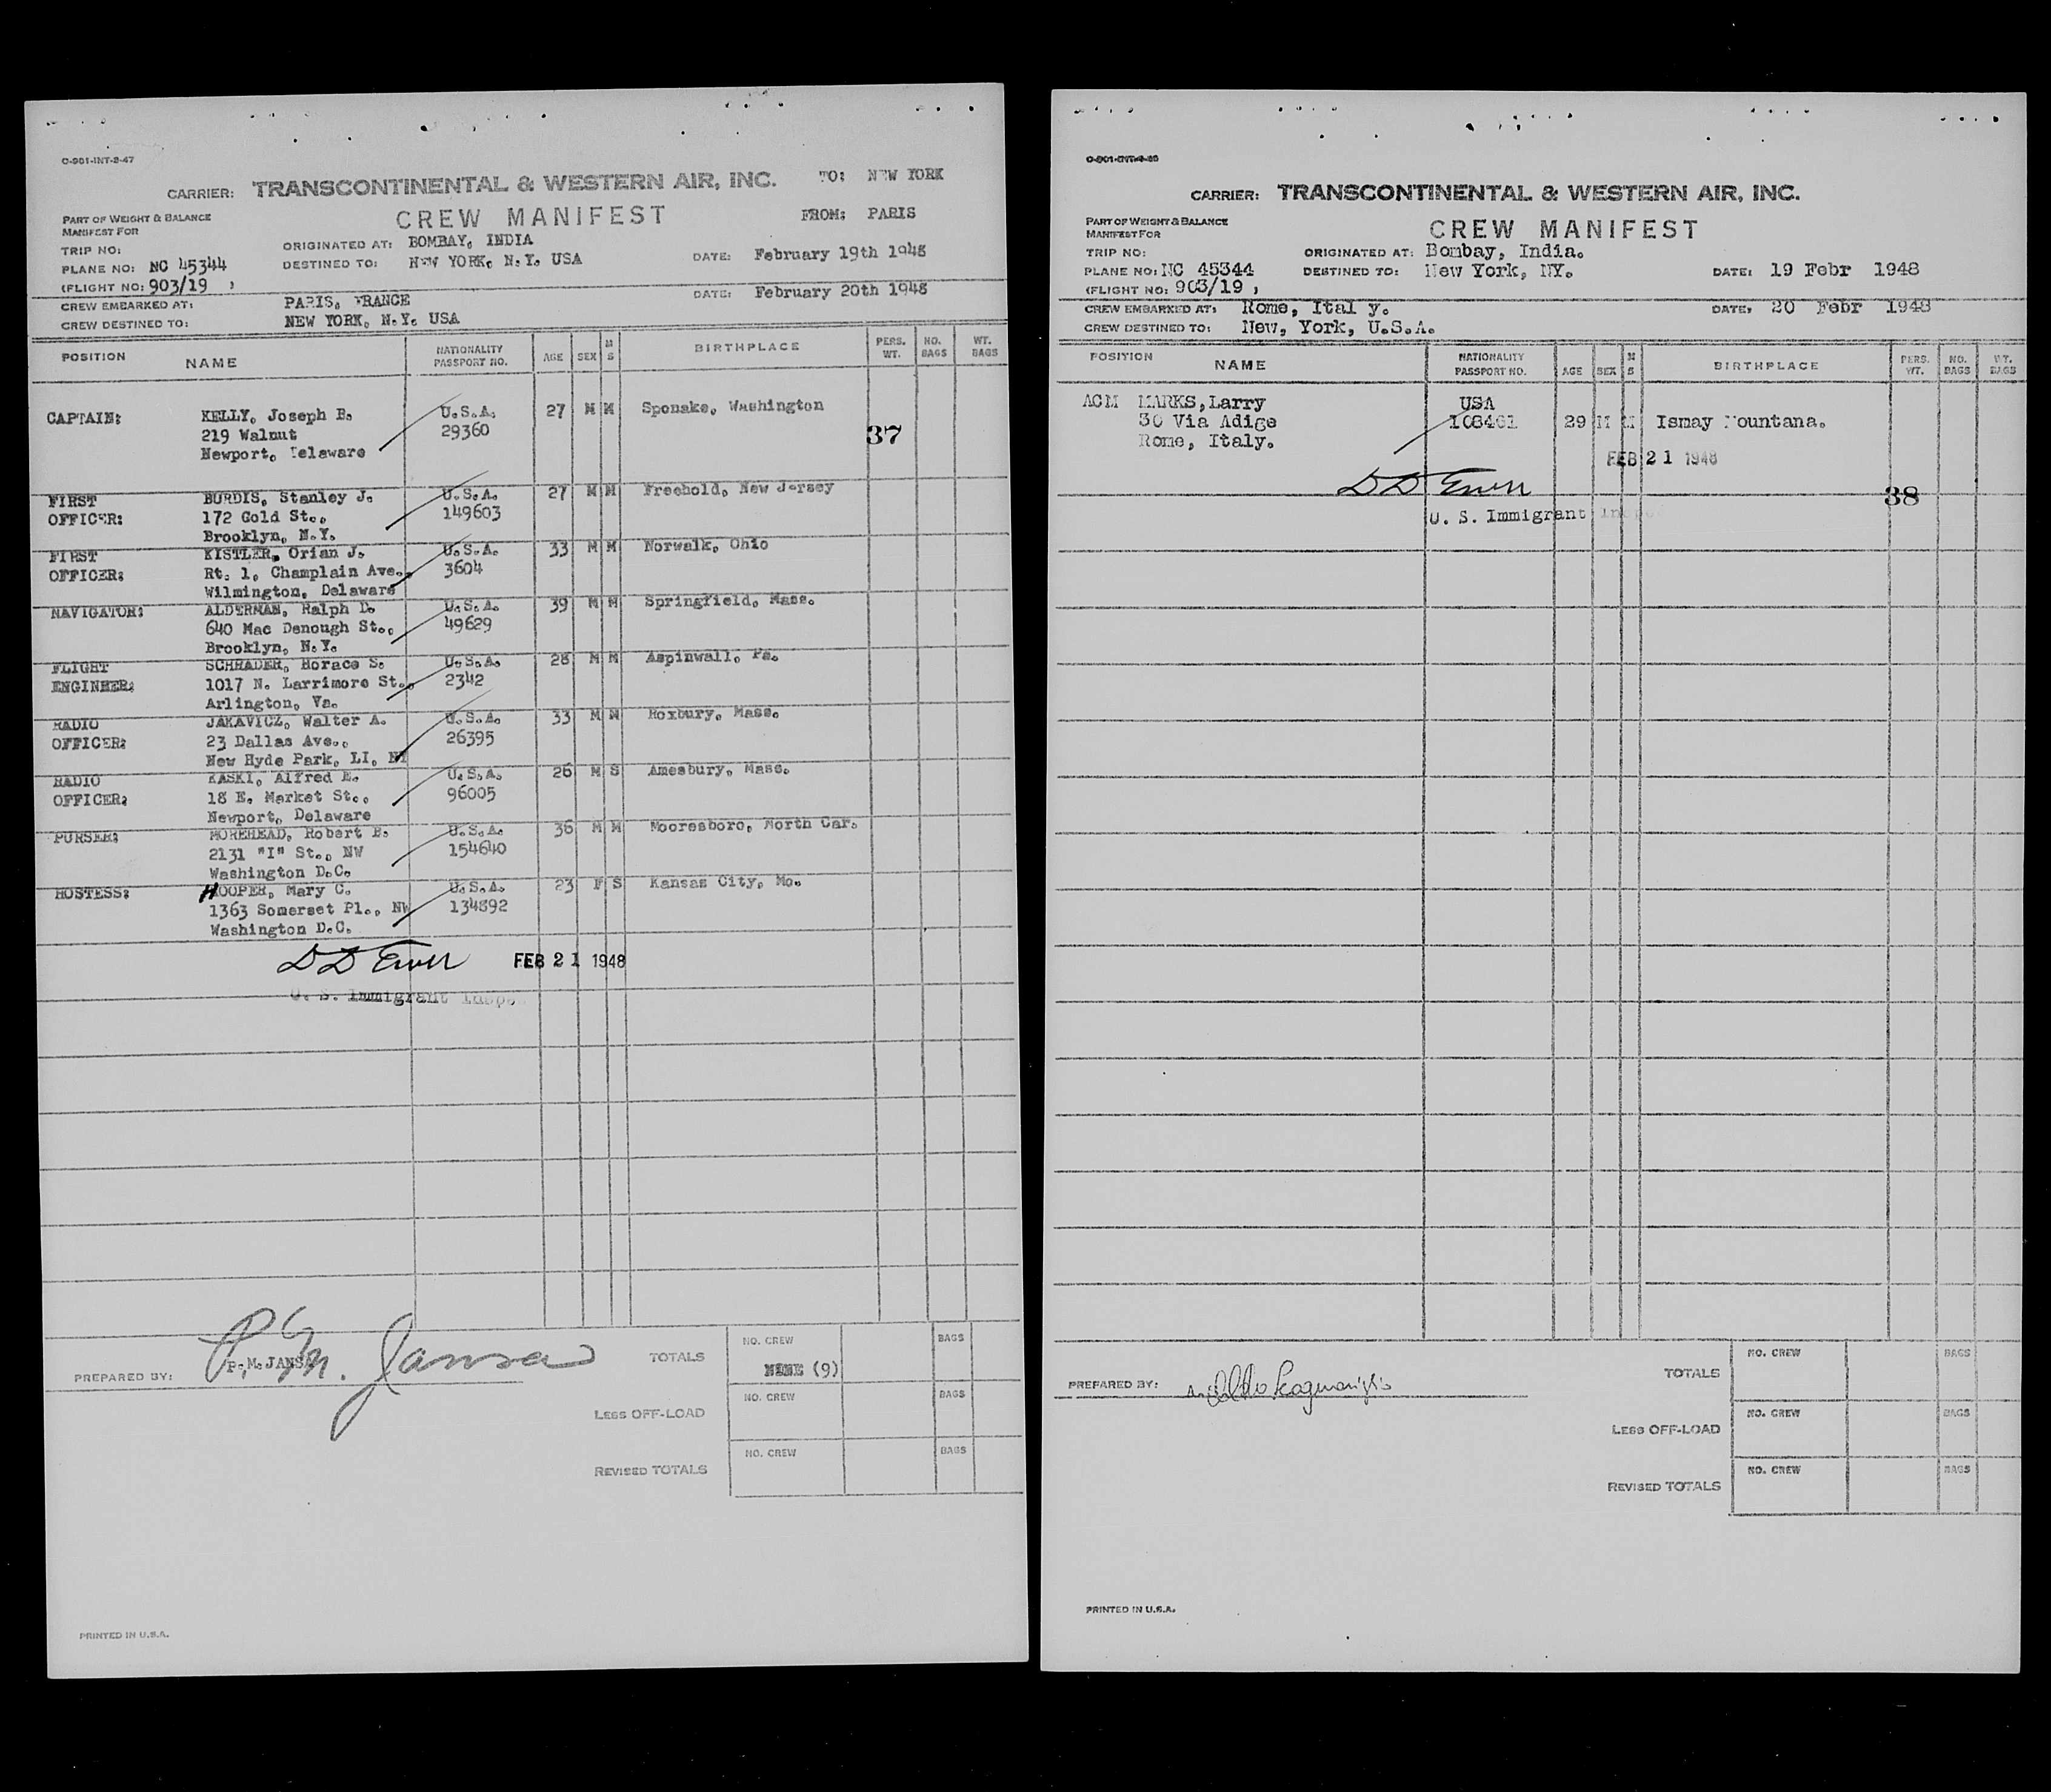 C-901-INT-8-47
CARRIER: TRANSCONTINENTAL & WESTERN AIR, INC. TO: NEW YORK
PART OF WEIGHT & BALANCE
MANIFEST FOR
CREW MANIFEST FROM: PARIS
TRIP NO: ORIGINATED AT: BOMBAY, INDIA
PLANE NO: NC 45344 DESTINED TO: NEW YORK, N.Y. USA DATE: February 19th 1948
(FLIGHT NO: 903/19 )
CREW EMBARKED AT: PARIS, FRANCE DATE: February 20th 1948
CREW DESTINED TO: NEW YORK, N.Y. USA
POSITION NAME NATIONALITY PASSPORT NO. AGE SEX M S BIRTHPLACE PERS. WT. NO. BAGS WT. BAGS
CAPTAIN: KELLY, Joseph B. U.S.A. 27 M M Sponake, Washington
219 Walnut 29360 37
Newport, Delaware
FIRST BURDIS, Stanley J. U.S.A. 27 M M Freehold, New Jersey
OFFICER: 172 Gold St., 149603
Brooklyn, N.Y.
FIRST KISTLER, Orian J. U.S.A. 33 M M Norwalk, Ohio
OFFICER: Rt. 1, Champlain Ave., 3604
Wilmington, Delaware
NAVIGATOR: ALDERMAN, Ralph D. U.S.A. 39 M M Springfield, Mass.
640 Mac Denough St., 49629
Brooklyn, N.Y.
FLIGHT SCHRADER, Horace S. U.S.A. 28 M M Aspinwall, Pa.
ENGINEER: 1017 N. Larrimore St., 2342
Arlington, Va.
RADIO JAKAVICZ, Walter A. U.S.A. 33 M M Roxbury, Mass.
OFFICER: 23 Dallas Ave., 26395
New Hyde Park, LI, NY
RADIO KASKI, Alfred E. U.S.A. 26 M S Amesbury, Mass.
OFFICER: 18 E. Market St., 96005
Newport, Delaware
PURSER: MOREHEAD, Robert B. U.S.A. 36 M M Mooresboro, North Car.
2131 "I" St., NW 154640
Washington D.C.
HOSTESS: HOOPER, Mary C. U.S.A. 23 F S Kansas City, Mo.
1363 Somerset Pl., NW 134892
Washington D.C.
FEB 21 1948
U. S. Immigrant Inspe
PREPARED BY: P. M. JANSA
P M. Jansa
TOTALS NO. CREW (9) BAGS
LESS OFF-LOAD NO. CREW BAGS
REVISED TOTALS NO. CREW BAGS
PRINTED IN U.S.A.
CARRIER: TRANSCONTINENTAL & WESTERN AIR, INC.
PART OF WEIGHT & BALANCE
MANIFEST FOR
CREW MANIFEST
TRIP NO: ORIGINATED AT: Bombay, India.
PLANE NO: NC 45344 DESTINED TO: New York, NY. DATE: 19 Febr 1948
(FLIGHT NO: 903/19 )
CREW EMBARKED AT: Rome, Ital y. DATE: 20 Febr 1948
CREW DESTINED TO: New, York, U.S.A.
POSITION NAME NATIONALITY PASSPORT NO. AGE SEX M S BIRTHPLACE PERS. WT. NO. BAGS WT. BAGS
ACM MARKS,Larry USA
30 Via Adige 108461 29 M M Ismay Mountana.
Rome, Italy.
FEB 21 1948
38
U. S. Immigrant Inspe
PREPARED BY:
TOTALS NO. CREW BAGS
LESS OFF-LOAD NO. CREW BAGS
REVISED TOTALS NO. CREW BAGS
PRINTED IN U.S.A.